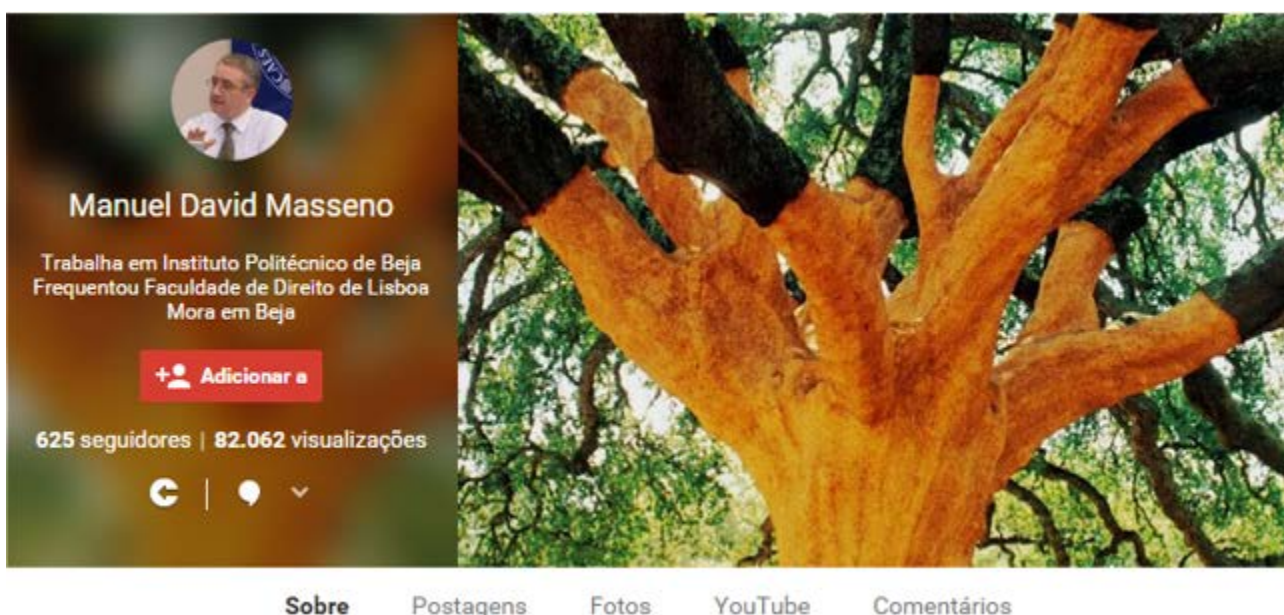 Manuel David Masseno
Trabalha em Instituto Politécnico de Beja
Frequentou Faculdade de Direito de Lisboa
Mora em Beja
Adicionar a
625 seguidores | 82.062 visualizações
Sobre Postagens Fotos YouTube Comentários